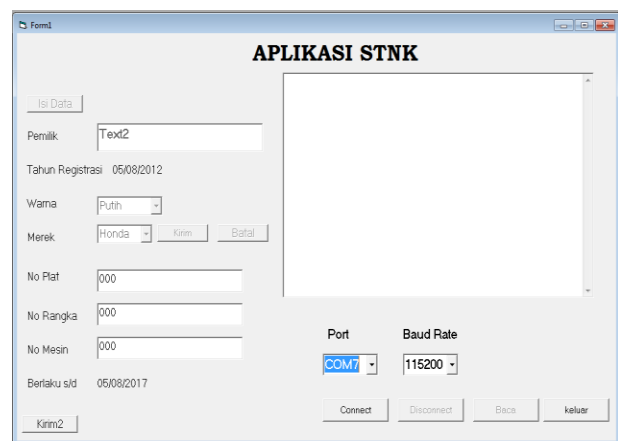 Form1
APLIKASI STNK
Isi Data
Pemilik Text2
Tahun Registrasi 05/08/2012
Warna Putih
Merek Honda Kirim Batal
No Plat 000
No Rangka 000
No Mesin 000
Berlaku s/d 05/08/2017
Kirim2
Port Baud Rate
COM7 115200
Connect Disconnect Baca keluar